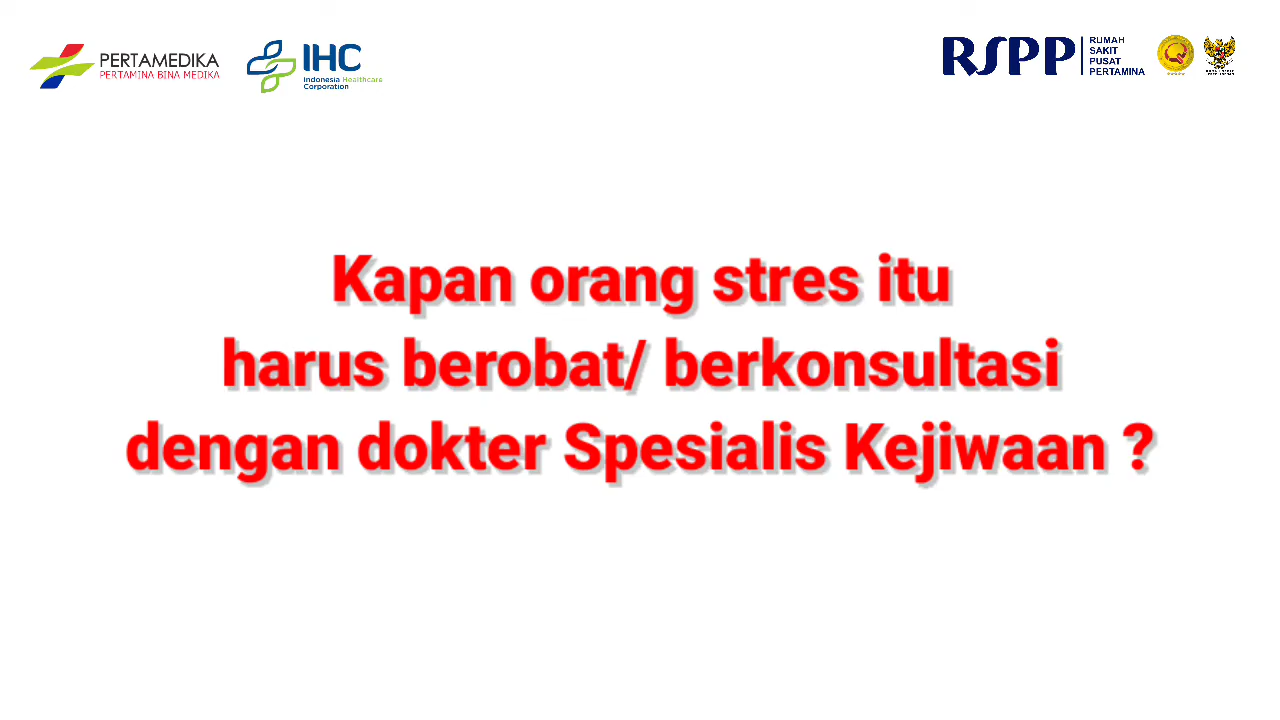 PERTAMEDIKA
PERTAMINA BINA MEDIKA
IHC
Indonesia Healthcare
Corporation
RSPP
RUMAH
SAKIT
PUSAT
PERTAMINA
Kapan orang stres itu
harus berobat/ berkonsultasi
dengan dokter Spesialis Kejiwaan ?